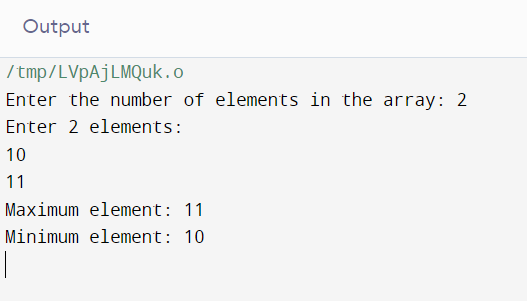 Output
/tmp/LVpAjLMQuk.o
Enter the number of elements in the array: 2
Enter 2 elements:
10
11
Maximum element: 11
Minimum element: 10